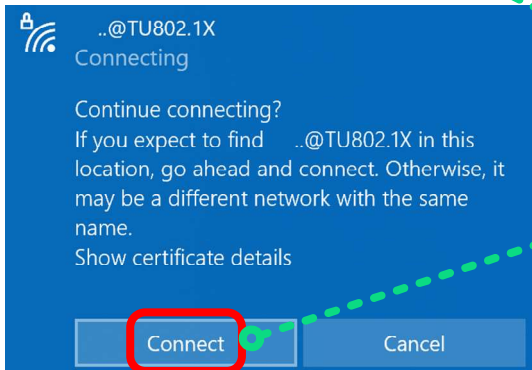 ..@TU802.1X
Connecting
Continue connecting?
If you expect to find ..@TU802.1X in this
location, go ahead and connect. Otherwise, it
may be a different network with the same
name.
Show certificate details
Connect
Cancel